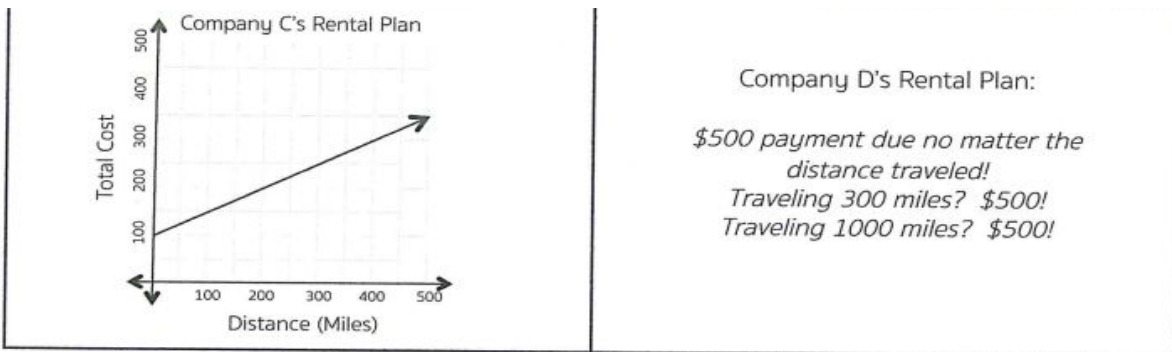 Company C's Rental Plan
Total Cost
500
400
300
200
100
100 200 300 400 500
Distance (Miles)
Company D's Rental Plan:
$500 payment due no matter the
distance traveled!
Traveling 300 miles? $500!
Traveling 1000 miles? $500!